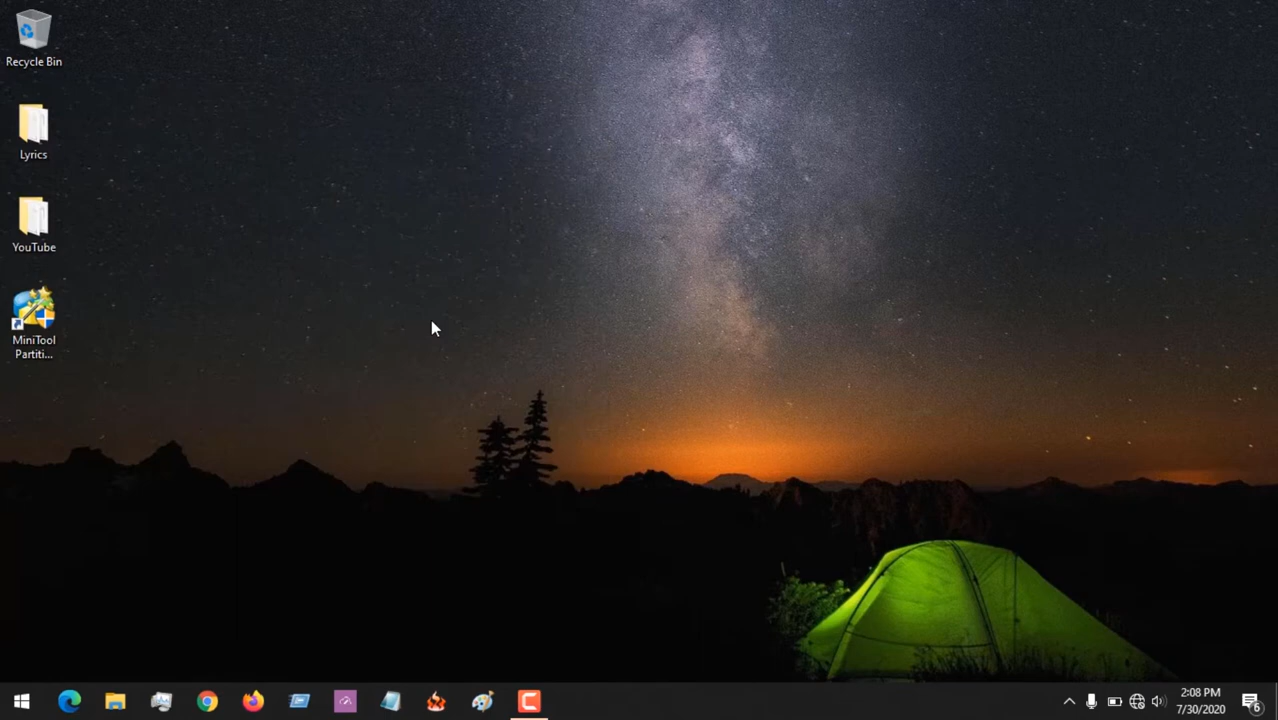 Recycle Bin
Lyrics
YouTube
MiniTool
Partiti...
2:08 PM
7/30/2020
6